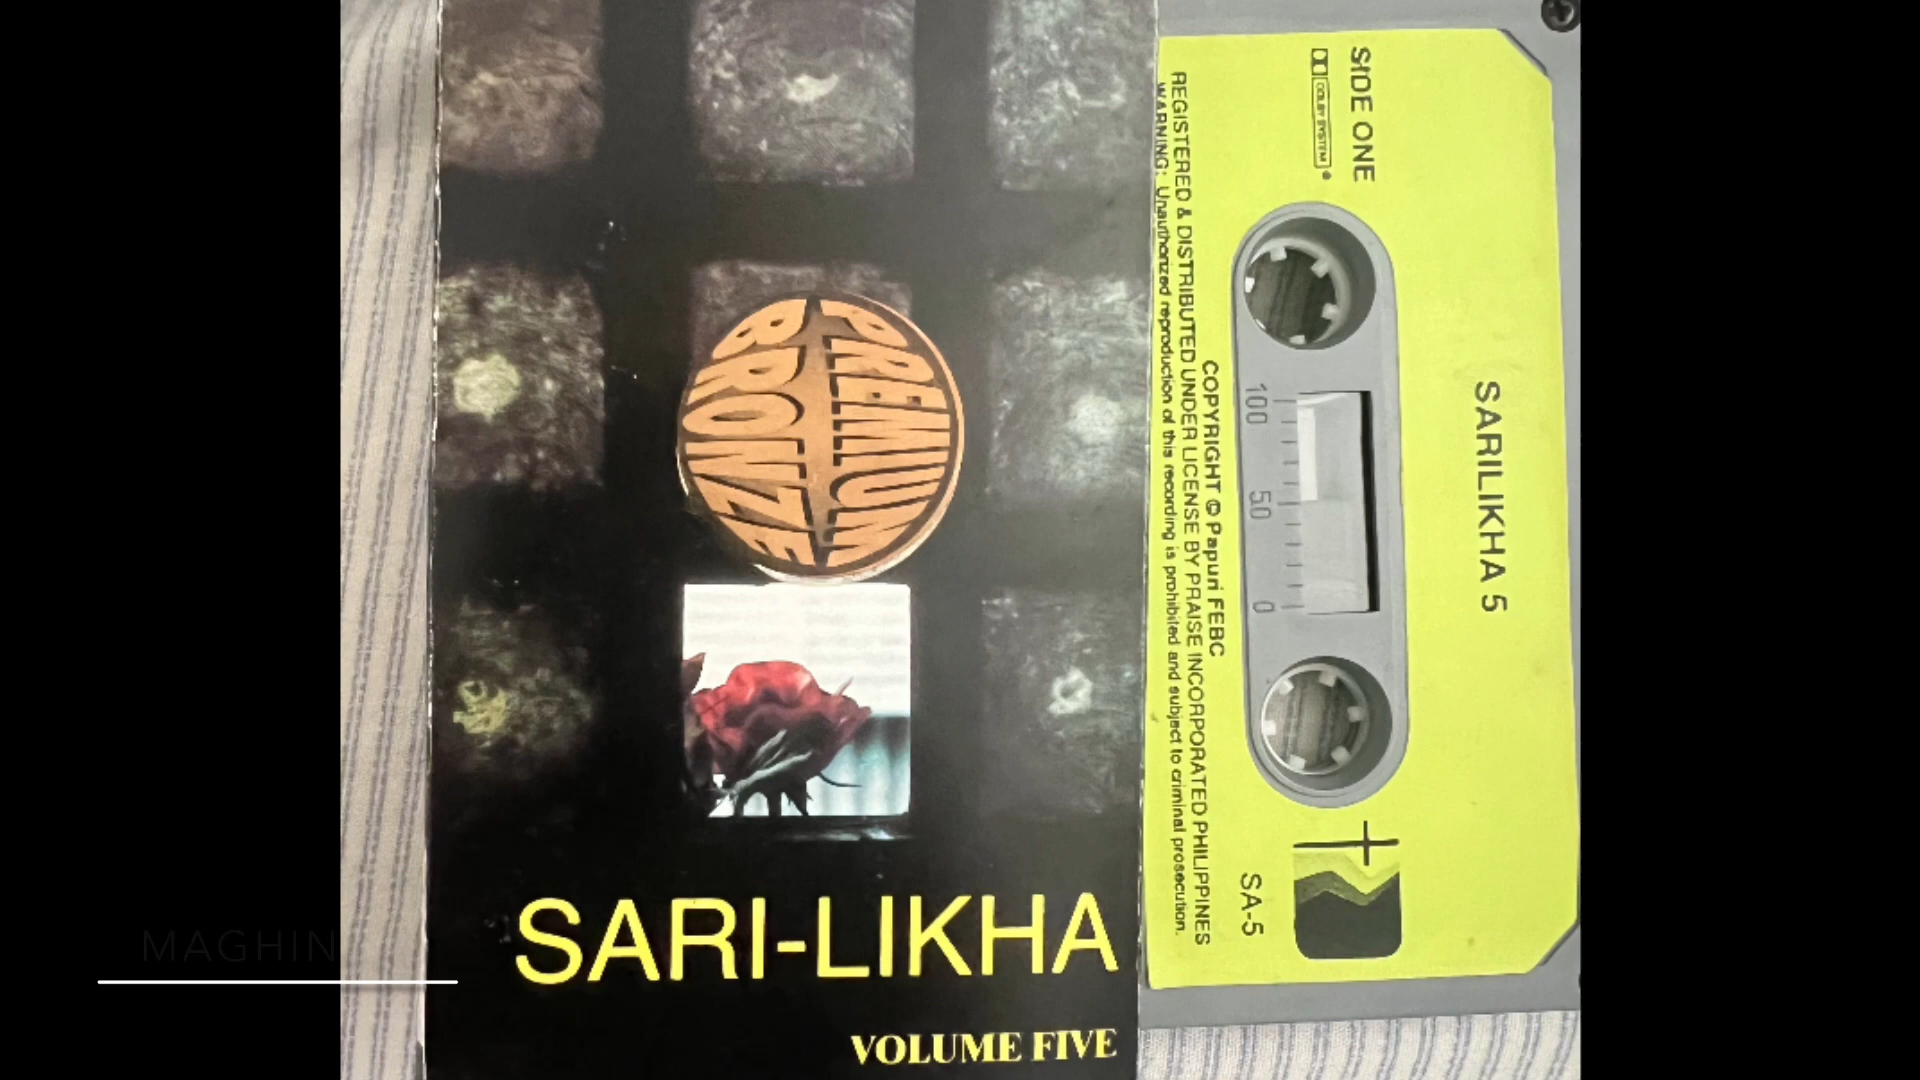 PREMIUM
BRONZE
SARI-LIKHA
VOLUME FIVE
SARILIKHA 5
SIDE ONE
DOLBY SYSTEM
100 50 0
SA-5
COPYRIGHT © Papuri FEBC
REGISTERED & DISTRIBUTED UNDER LICENSE BY PRAISE INCORPORATED PHILIPPINES
WARNING: Unauthorized reproduction of this recording is prohibited and subject to criminal prosecution.
MAGHIN